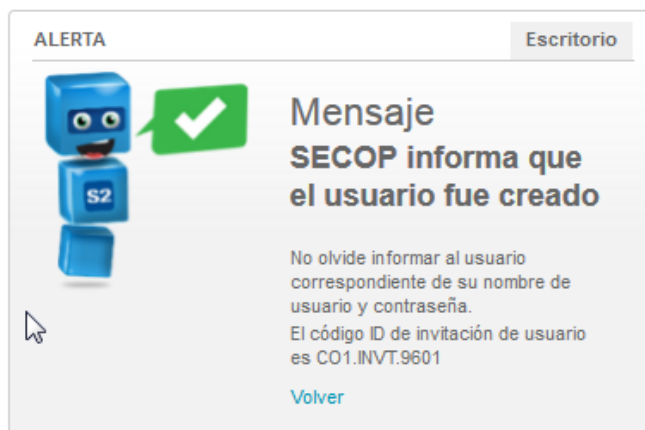 ALERTA
Escritorio
Mensaje
SECOP informa que
el usuario fue creado
S2
No olvide informar al usuario
correspondiente de su nombre de
usuario y contraseña.
El código ID de invitación de usuario
es CO1.INVT.9601
Volver